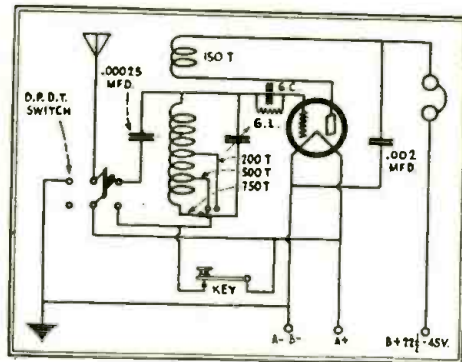 150 T
.00025
MFD.
D.P.D.T.
SWITCH
G.C.
G.L.
200 T
500 T
750 T
.002
MFD.
KEY
A- B-
A+
B+22½-45V.